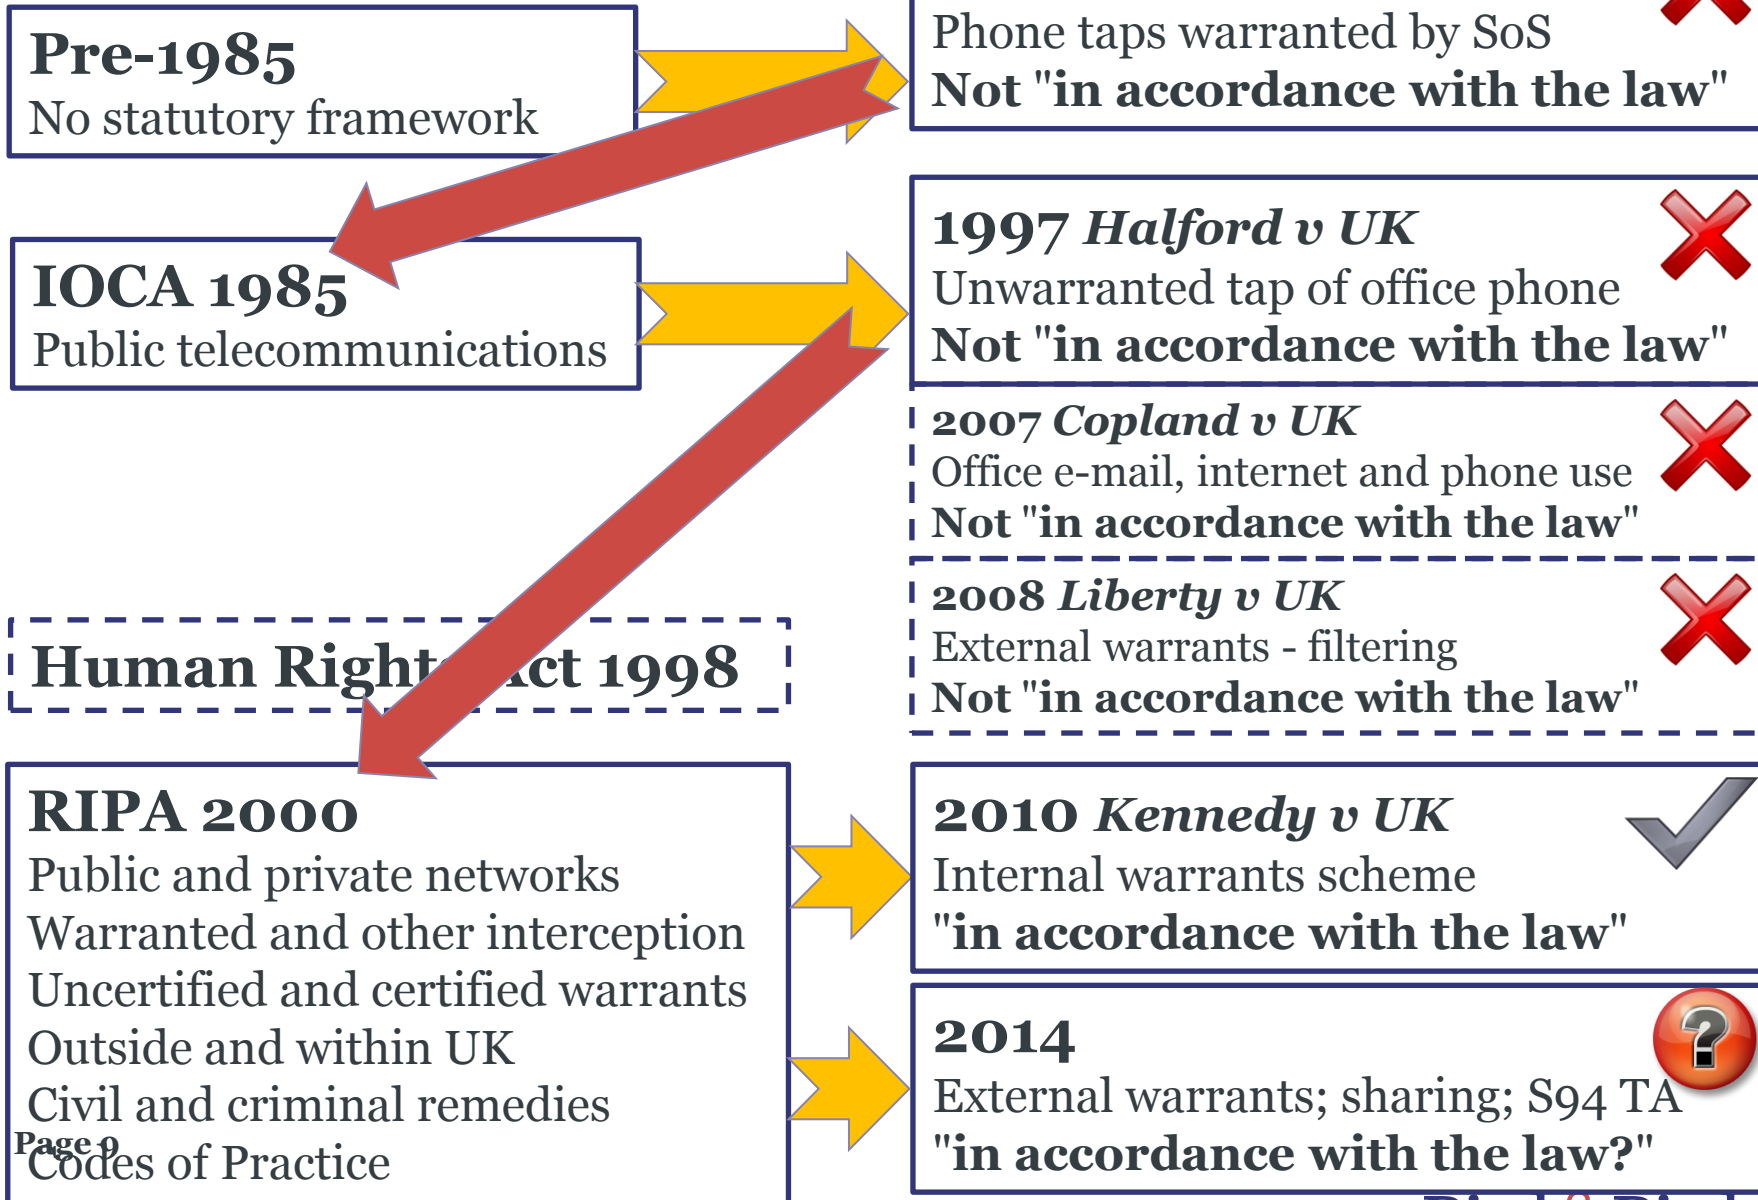 Pre-1985
No statutory framework
Phone taps warranted by SoS
Not "in accordance with the law"
IOCA 1985
Public telecommunications
1997 Halford v UK
Unwarranted tap of office phone
Not "in accordance with the law"
2007 Copland v UK
Office e-mail, internet and phone use
Not "in accordance with the law"
2008 Liberty v UK
External warrants - filtering
Not "in accordance with the law"
Human Rights Act 1998
RIPA 2000
Public and private networks
Warranted and other interception
Uncertified and certified warrants
Outside and within UK
Civil and criminal remedies
Codes of Practice
2010 Kennedy v UK
Internal warrants scheme
"in accordance with the law"
2014
External warrants; sharing; S94 TA
"in accordance with the law?"
?
Page 9